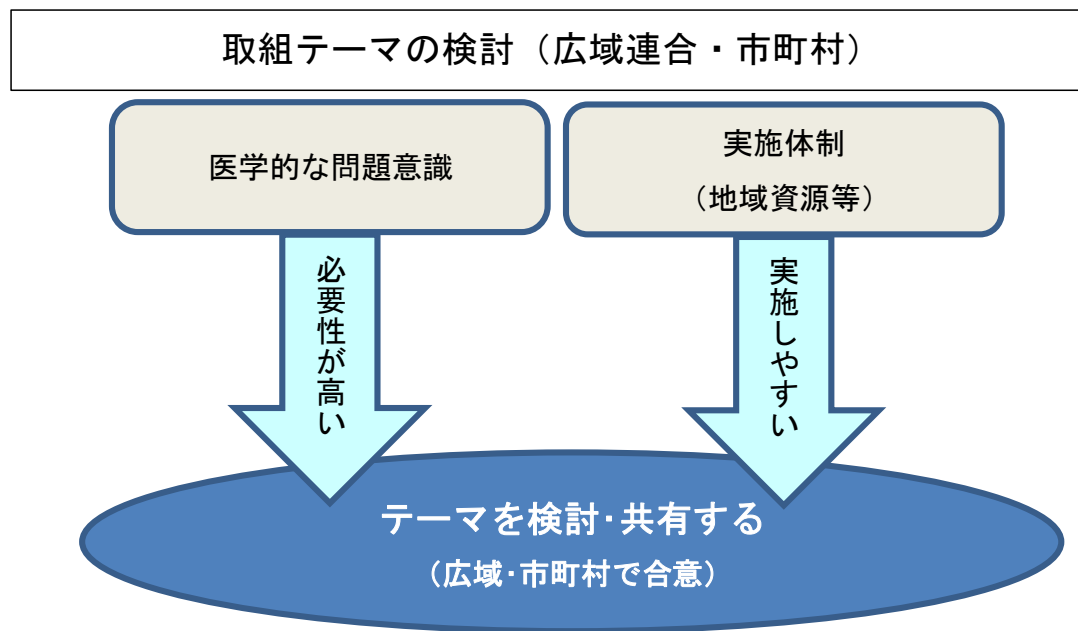 取組テーマの検討（広域連合・市町村）
医学的な問題意識
実施体制
（地域資源等）
必要性が高い
実施しやすい
テーマを検討･共有する
（広域･市町村で合意）